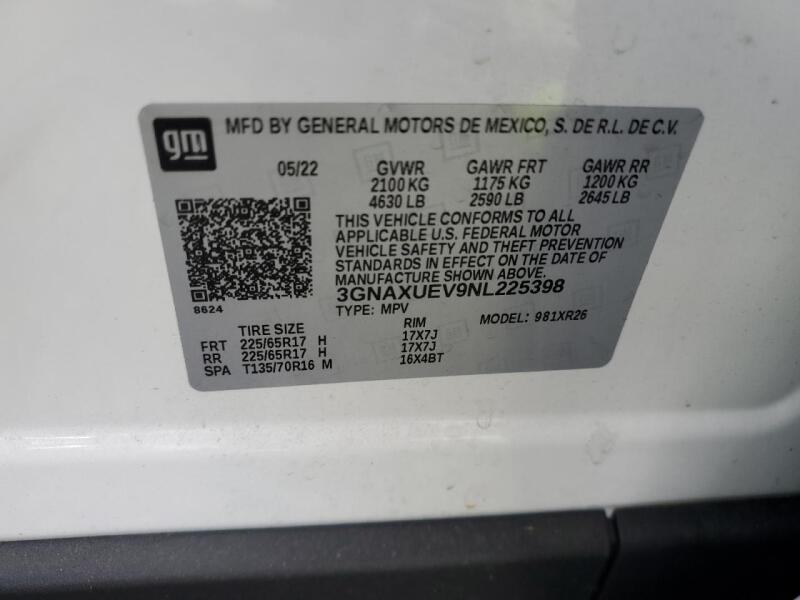 gm MFD BY GENERAL MOTORS DE MEXICO, S. DE R.L. DE C.V.
05/22 GVWR GAWR FRT GAWR RR
2100 KG 1175 KG 1200 KG
4630 LB 2590 LB 2645 LB
THIS VEHICLE CONFORMS TO ALL
APPLICABLE U.S. FEDERAL MOTOR
VEHICLE SAFETY AND THEFT PREVENTION
STANDARDS IN EFFECT ON THE DATE OF
MANUFACTURE SHOWN ABOVE.
3GNAXUEV9NL225398
8624
TYPE: MPV MODEL: 981XR26
TIRE SIZE RIM
FRT 225/65R17 H 17X7J
RR 225/65R17 H 17X7J
SPA T135/70R16 M 16X4BT